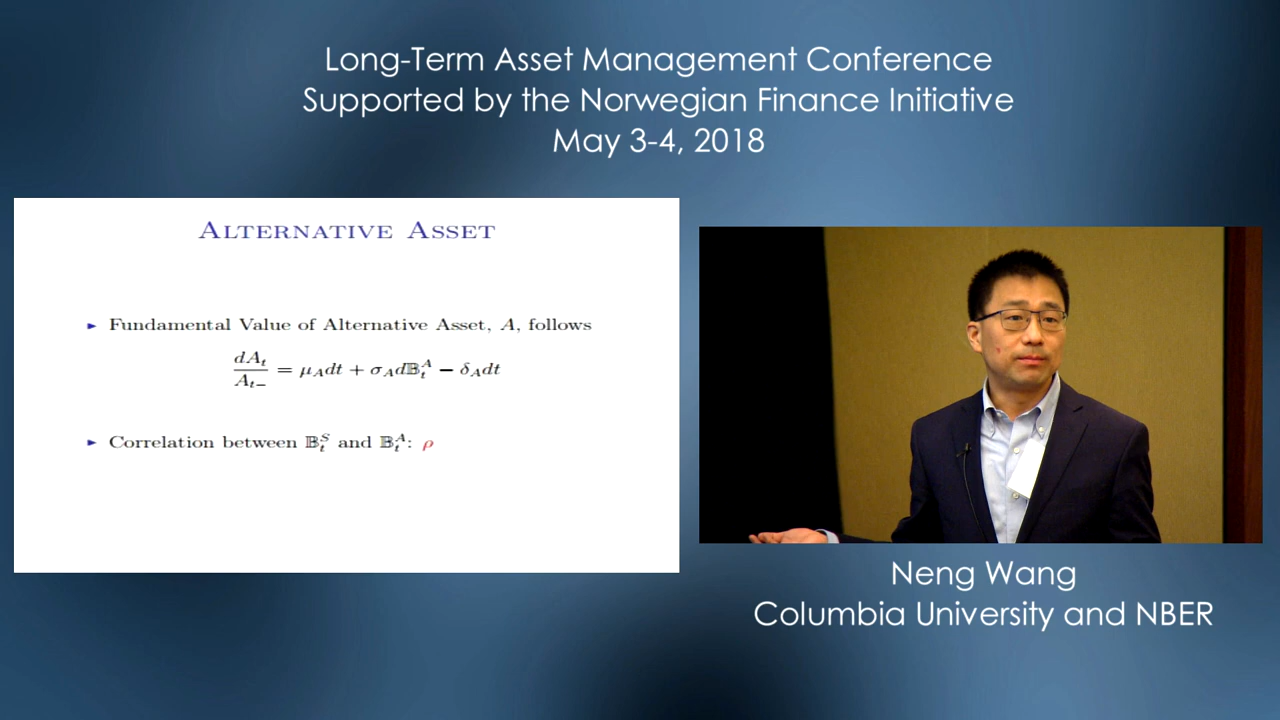 Long-Term Asset Management Conference
Supported by the Norwegian Finance Initiative
May 3-4, 2018
ALTERNATIVE ASSET
► Fundamental Value of Alternative Asset, A, follows
dA_t / A_{t−} = μ_A dt + σ_A d𝔹_t^A − δ_A dt
► Correlation between 𝔹_t^S and 𝔹_t^A: ρ
Neng Wang
Columbia University and NBER